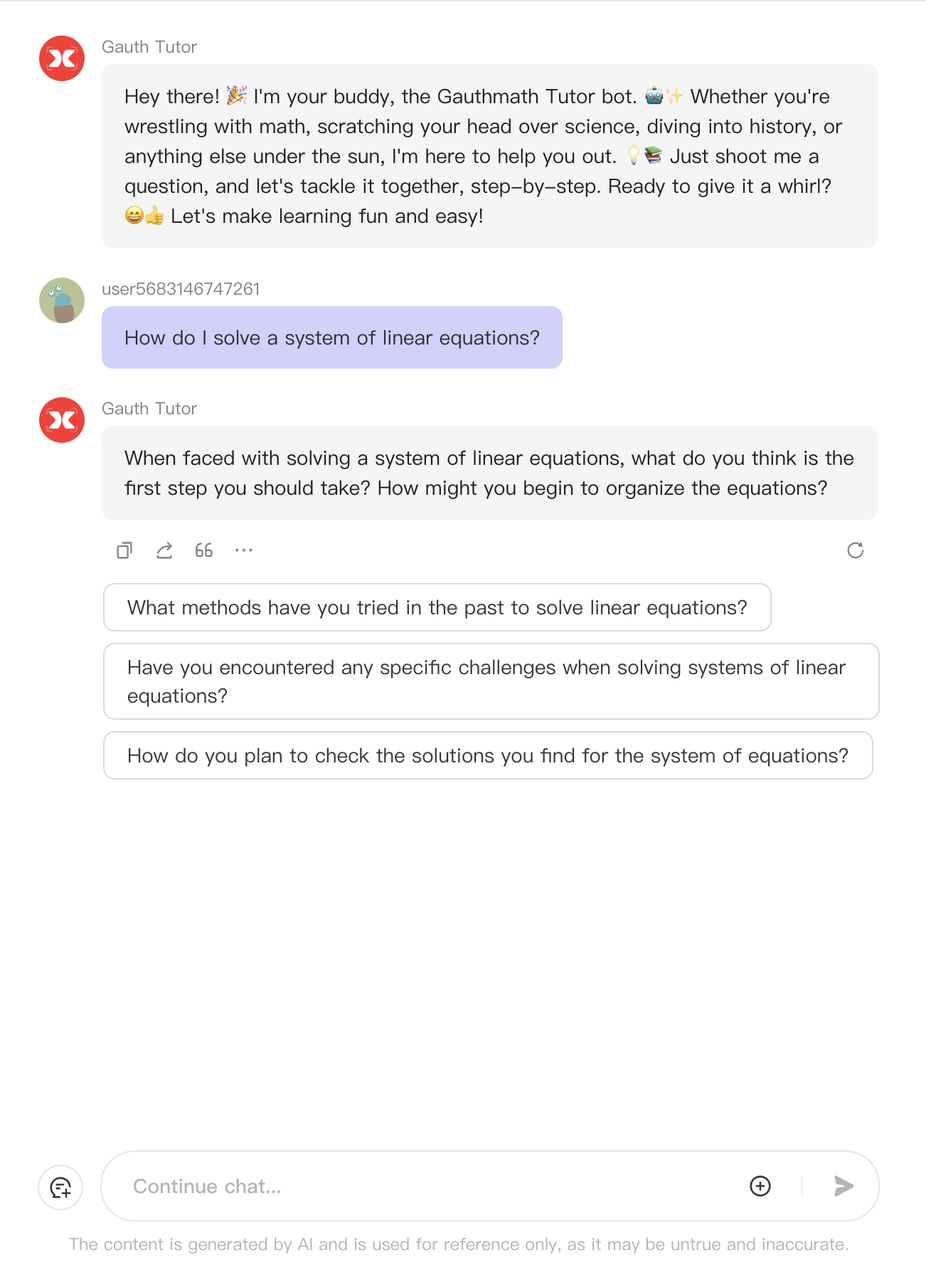 Gauth Tutor
Hey there! 🎉 I'm your buddy, the Gauthmath Tutor bot. 🤖✨ Whether you're
wrestling with math, scratching your head over science, diving into history, or
anything else under the sun, I'm here to help you out. 💡📚 Just shoot me a
question, and let's tackle it together, step-by-step. Ready to give it a whirl?
😄👍 Let's make learning fun and easy!
user5683146747261
How do I solve a system of linear equations?
Gauth Tutor
When faced with solving a system of linear equations, what do you think is the
first step you should take? How might you begin to organize the equations?
What methods have you tried in the past to solve linear equations?
Have you encountered any specific challenges when solving systems of linear
equations?
How do you plan to check the solutions you find for the system of equations?
Continue chat...
The content is generated by AI and is used for reference only, as it may be untrue and inaccurate.